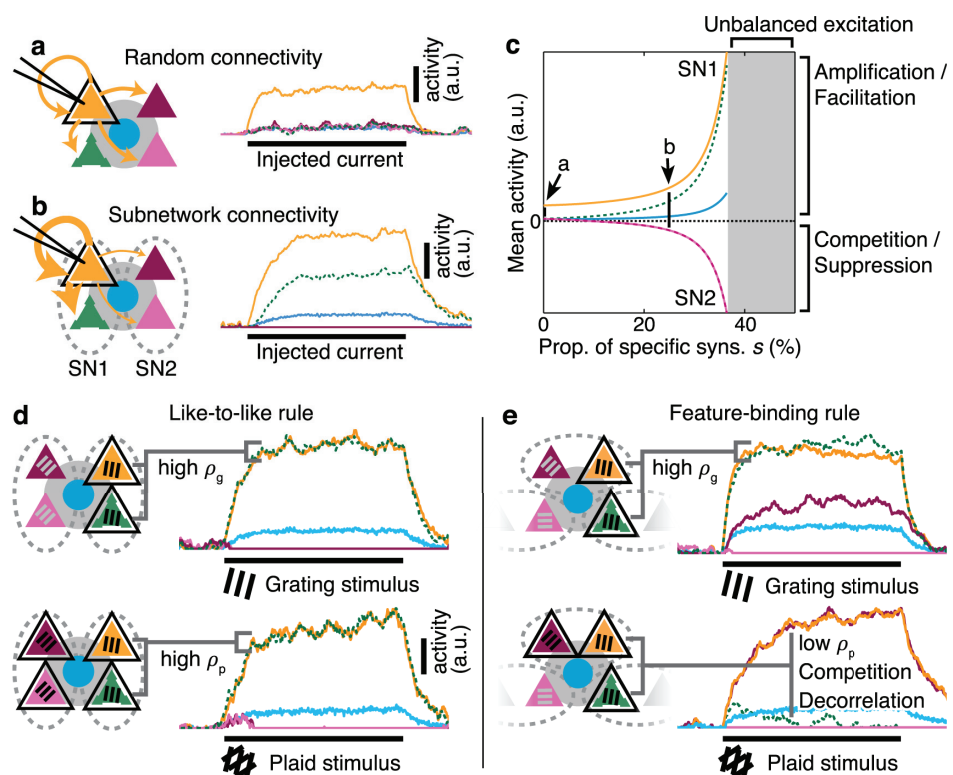 a
Random connectivity
activity
(a.u.)
Injected current
b
Subnetwork connectivity
activity
(a.u.)
SN1
SN2
Injected current
c
Unbalanced excitation
Mean activity (a.u.)
SN1
a
b
0
SN2
Amplification /
Facilitation
Competition /
Suppression
0
20
40
Prop. of specific syns. s (%)
d
Like-to-like rule
high ρg
Grating stimulus
high ρp
activity
(a.u.)
Plaid stimulus
e
Feature-binding rule
high ρg
Grating stimulus
low ρp
Competition
Decorrelation
Plaid stimulus